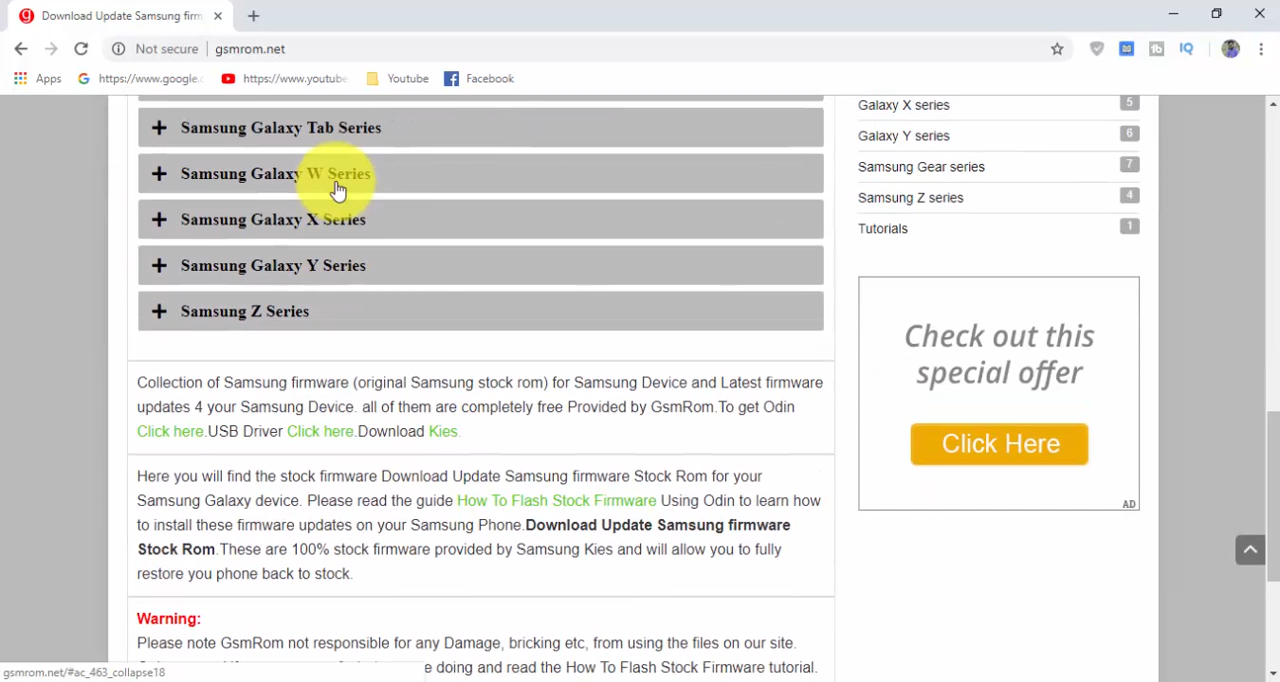 Download Update Samsung firm
Not secure
gsmrom.net
Apps
https://www.google.c
https://www.youtube
Youtube
Facebook
Samsung Galaxy Tab Series
Samsung Galaxy W Series
Samsung Galaxy X Series
Samsung Galaxy Y Series
Samsung Z Series
Collection of Samsung firmware (original Samsung stock rom) for Samsung Device and Latest firmware
updates 4 your Samsung Device. all of them are completely free Provided by GsmRom.To get Odin
Click here.USB Driver Click here.Download Kies.
Here you will find the stock firmware Download Update Samsung firmware Stock Rom for your
Samsung Galaxy device. Please read the guide How To Flash Stock Firmware Using Odin to learn how
to install these firmware updates on your Samsung Phone.Download Update Samsung firmware
Stock Rom.These are 100% stock firmware provided by Samsung Kies and will allow you to fully
restore you phone back to stock.
Warning:
Please note GsmRom not responsible for any Damage, bricking etc, from using the files on our site.
doing and read the How To Flash Stock Firmware tutorial.
Galaxy X series 5
Galaxy Y series 6
Samsung Gear series 7
Samsung Z series 4
Tutorials 1
Check out this
special offer
Click Here
AD
gsmrom.net/#ac_463_collapse18